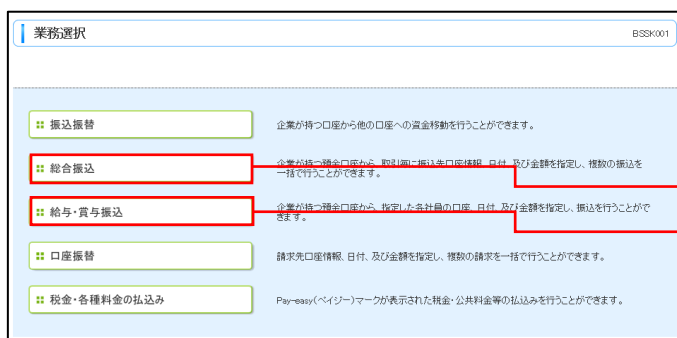 業務選択
BSSK001
振込振替
企業が持つ口座から他の口座への資金移動を行うことができます。
総合振込
企業が持つ預金口座から、取引毎に振込先口座情報、日付、及び金額を指定し、複数の振込を
一括で行うことができます。
給与・賞与振込
企業が持つ預金口座から、指定した各社員の口座、日付、及び金額を指定し、振込を行うことがで
きます。
口座振替
請求先口座情報、日付、及び金額を指定し、複数の請求を一括で行うことができます。
税金・各種料金の払込み
Pay-easy(ペイジー)マークが表示された税金・公共料金等の払込みを行うことができます。